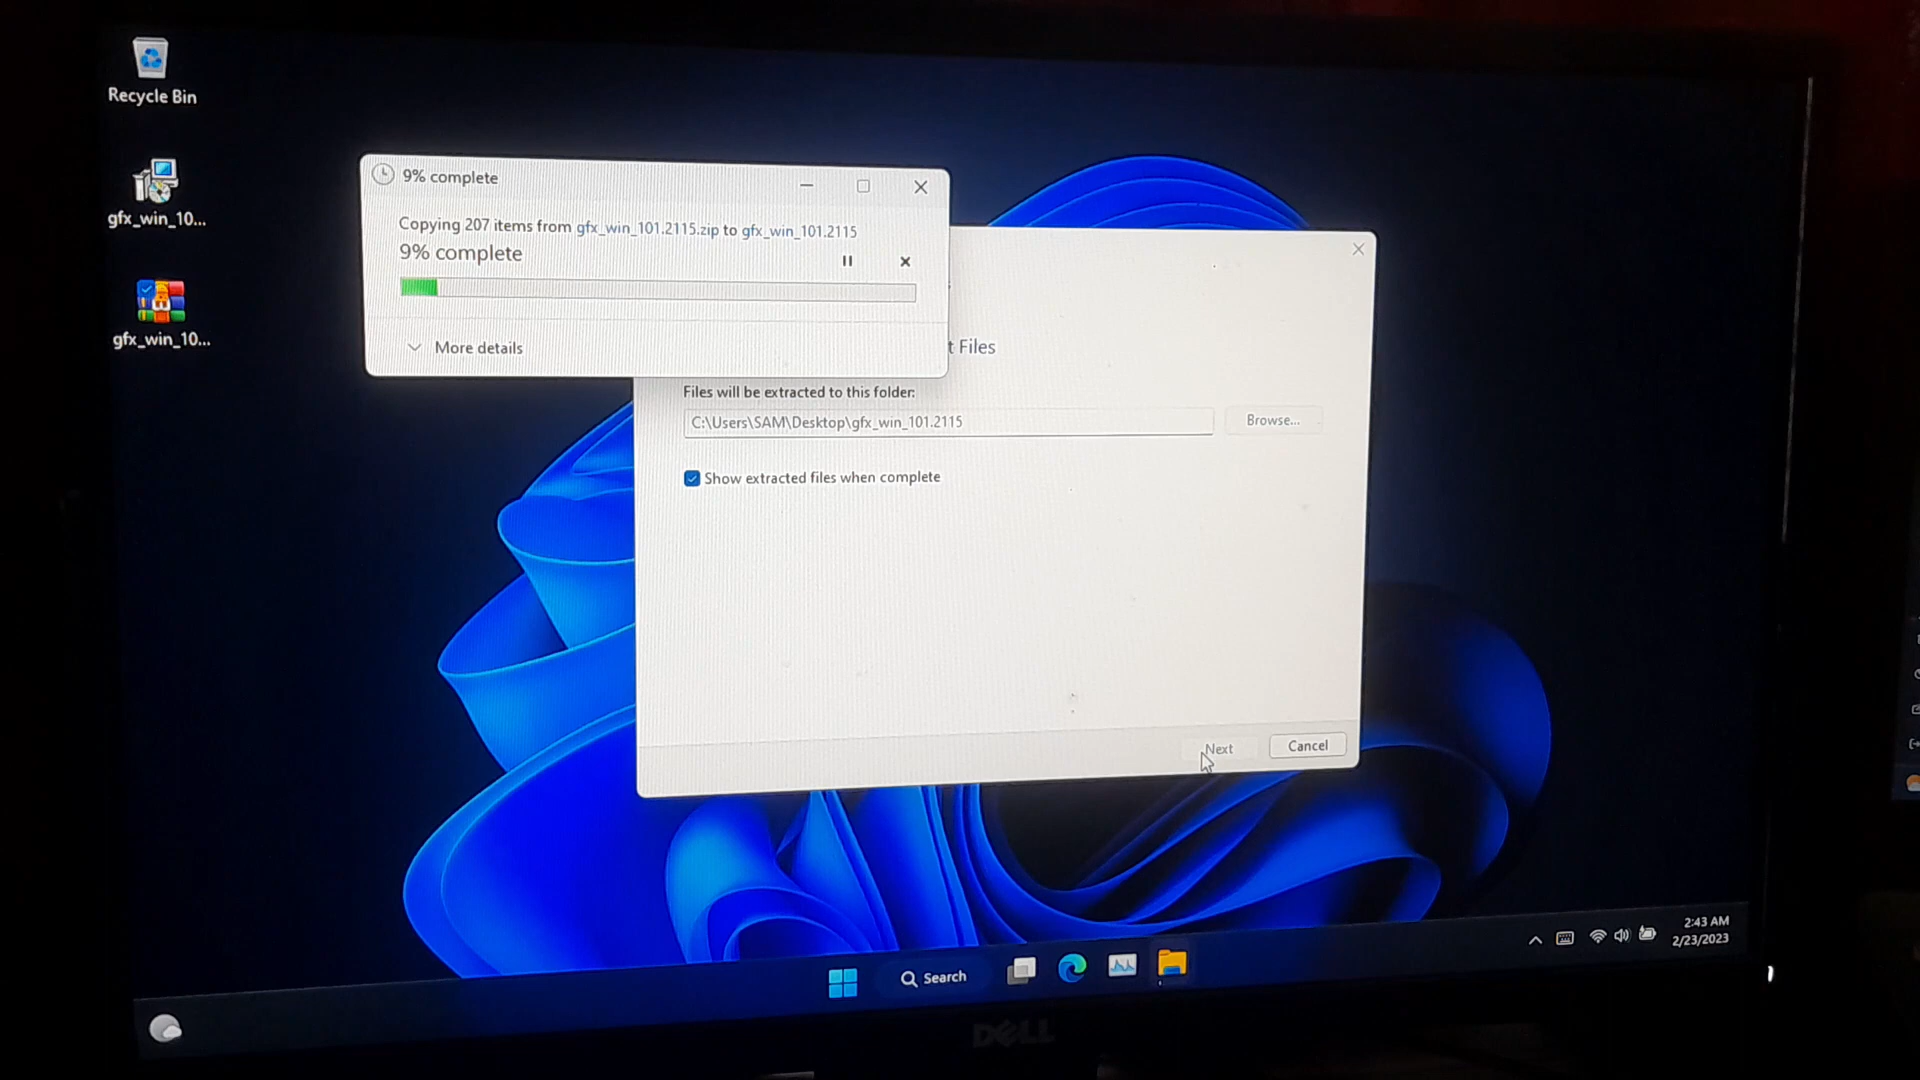 Recycle Bin
gfx_win_10...
gfx_win_10...
9% complete
Copying 207 items from gfx_win_101.2115.zip to gfx_win_101.2115
9% complete
More details
t Files
Files will be extracted to this folder:
C:\Users\SAM\Desktop\gfx_win_101.2115
Browse...
Show extracted files when complete
Next
Cancel
Search
2:43 AM
2/23/2023
DELL